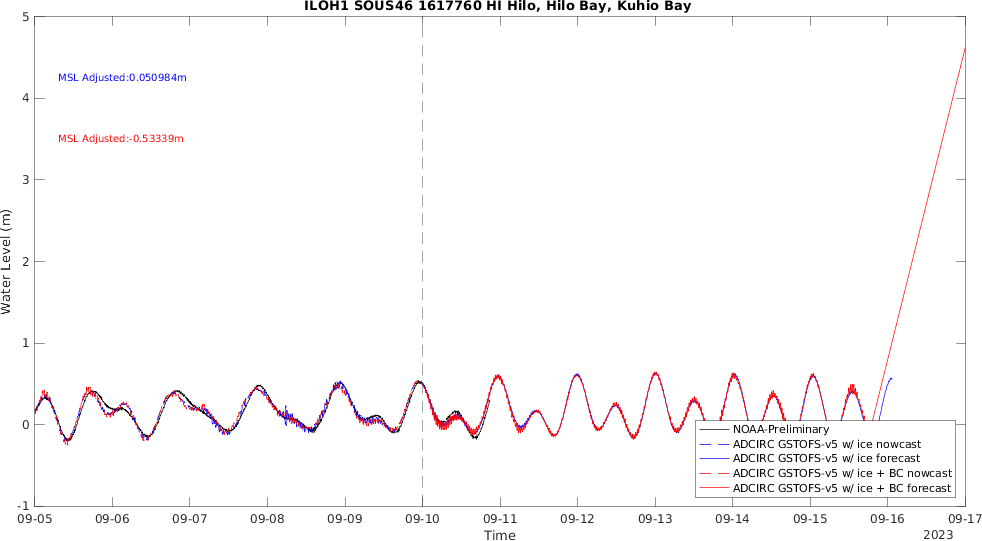 ILOH1 SOUS46 1617760 HI Hilo, Hilo Bay, Kuhio Bay
5
4
3
2
1
0
-1
Water Level (m)
MSL Adjusted:0.050984m
MSL Adjusted:-0.53339m
NOAA-Preliminary
ADCIRC GSTOFS-v5 w/ ice nowcast
ADCIRC GSTOFS-v5 w/ ice forecast
ADCIRC GSTOFS-v5 w/ ice + BC nowcast
ADCIRC GSTOFS-v5 w/ ice + BC forecast
09-05 09-06 09-07 09-08 09-09 09-10 09-11 09-12 09-13 09-14 09-15 09-16 09-17
Time
2023